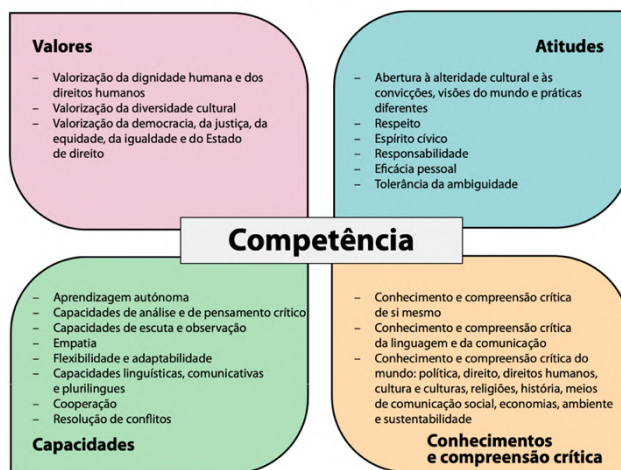 Valores
– Valorização da dignidade humana e dos
direitos humanos
– Valorização da diversidade cultural
– Valorização da democracia, da justiça, da
equidade, da igualdade e do Estado
de direito
Atitudes
– Abertura à alteridade cultural e às
convicções, visões do mundo e práticas
diferentes
– Respeito
– Espírito cívico
– Responsabilidade
– Eficácia pessoal
– Tolerância da ambiguidade
Competência
– Aprendizagem autónoma
– Capacidades de análise e de pensamento crítico
– Capacidades de escuta e observação
– Empatia
– Flexibilidade e adaptabilidade
– Capacidades linguísticas, comunicativas
e plurilingues
– Cooperação
– Resolução de conflitos
Capacidades
– Conhecimento e compreensão crítica
de si mesmo
– Conhecimento e compreensão crítica
da linguagem e da comunicação
– Conhecimento e compreensão crítica do
mundo: política, direito, direitos humanos,
cultura e culturas, religiões, história, meios
de comunicação social, economias, ambiente
e sustentabilidade
Conhecimentos
e compreensão crítica